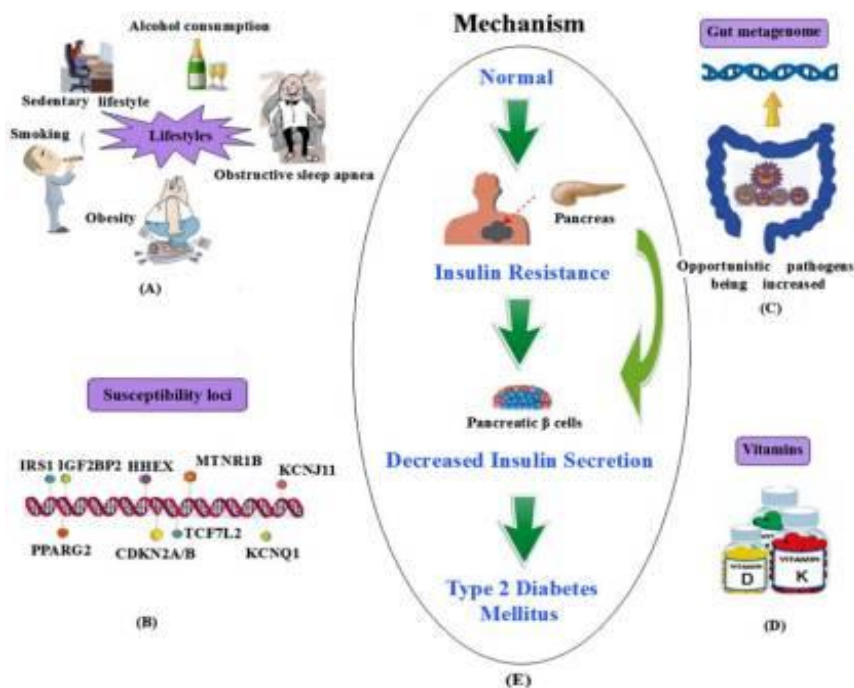 Alcohol consumption
Sedentary lifestyle
Lifestyles
Smoking
Obstructive sleep apnea
Obesity
(A)
Susceptibility loci
IRS1 IGF2BP2 HHEX MTNR1B KCNJ11
PPARG2 CDKN2A/B TCF7L2 KCNQ1
(B)
Mechanism
Normal
Pancreas
Insulin Resistance
Pancreatic β cells
Decreased Insulin Secretion
Type 2 Diabetes
Mellitus
(E)
Gut metagenome
Opportunistic pathogens
being increased
(C)
Vitamins
VITAMIN
D
VITAMIN
K
(D)